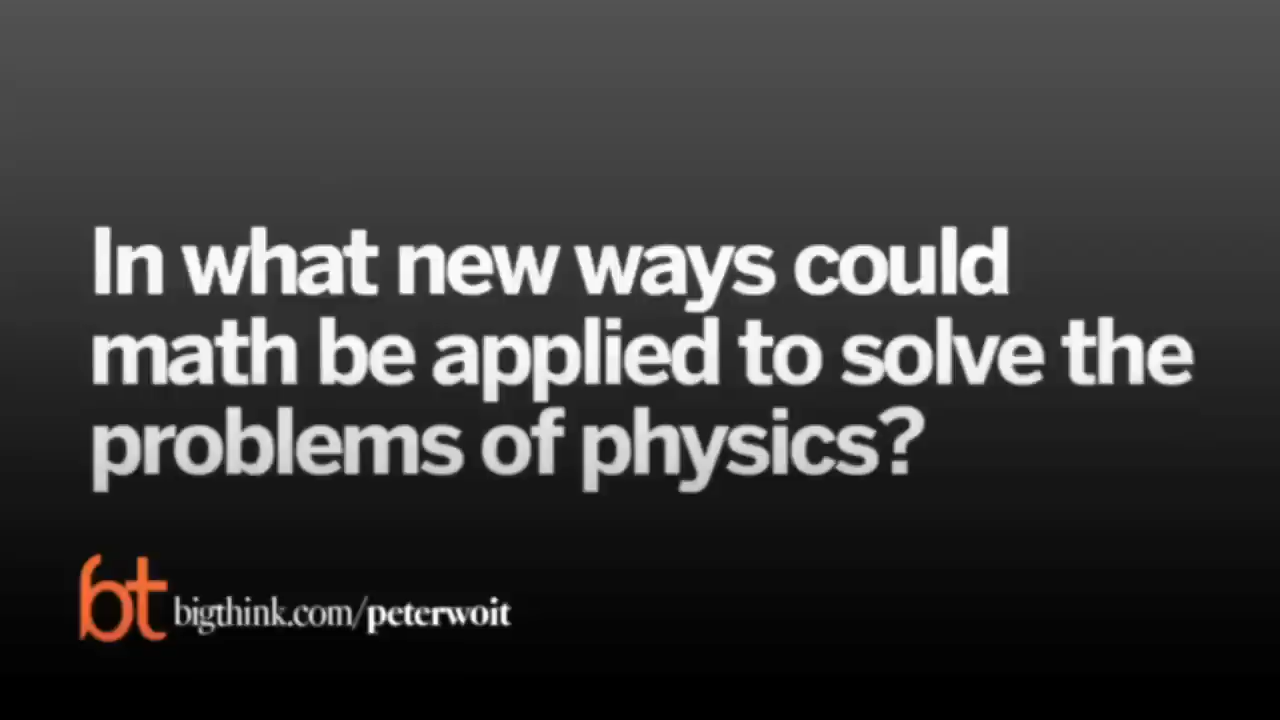 In what new ways could
math be applied to solve the
problems of physics?
bt bigthink.com/peterwoit